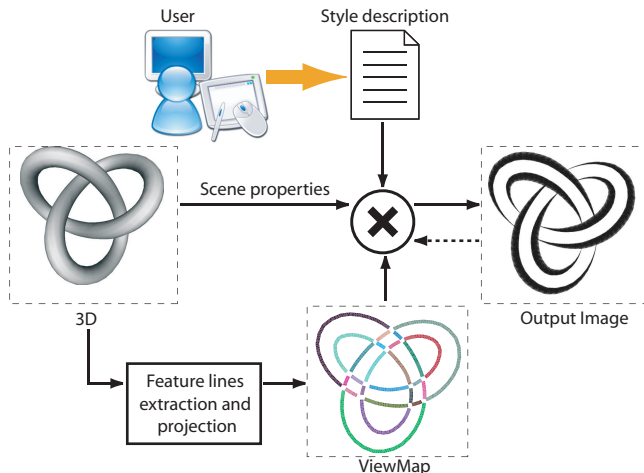 User
Style description
Scene properties
3D
Output Image
Feature lines
extraction and
projection
ViewMap